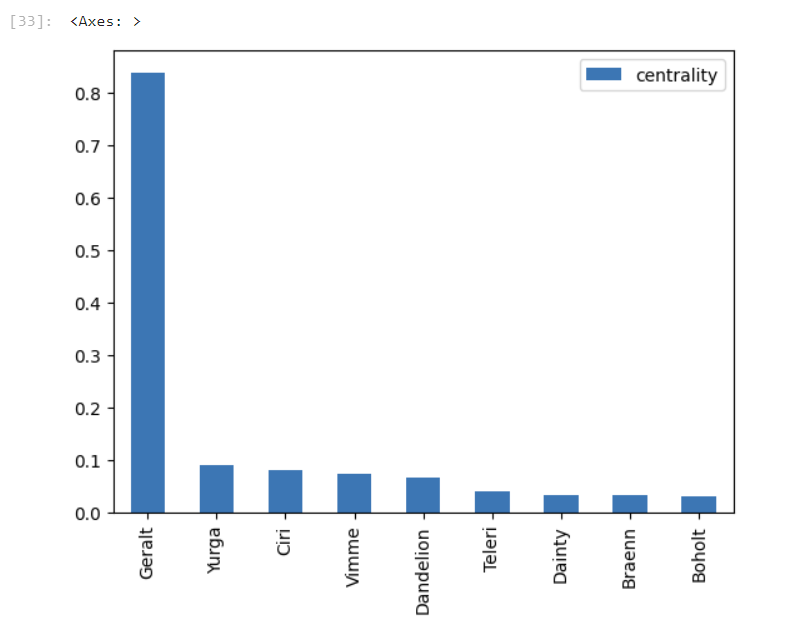 [33]: <Axes: >
centrality
0.8
0.7
0.6
0.5
0.4
0.3
0.2
0.1
0.0
Geralt
Yurga
Ciri
Vimme
Dandelion
Teleri
Dainty
Braenn
Boholt